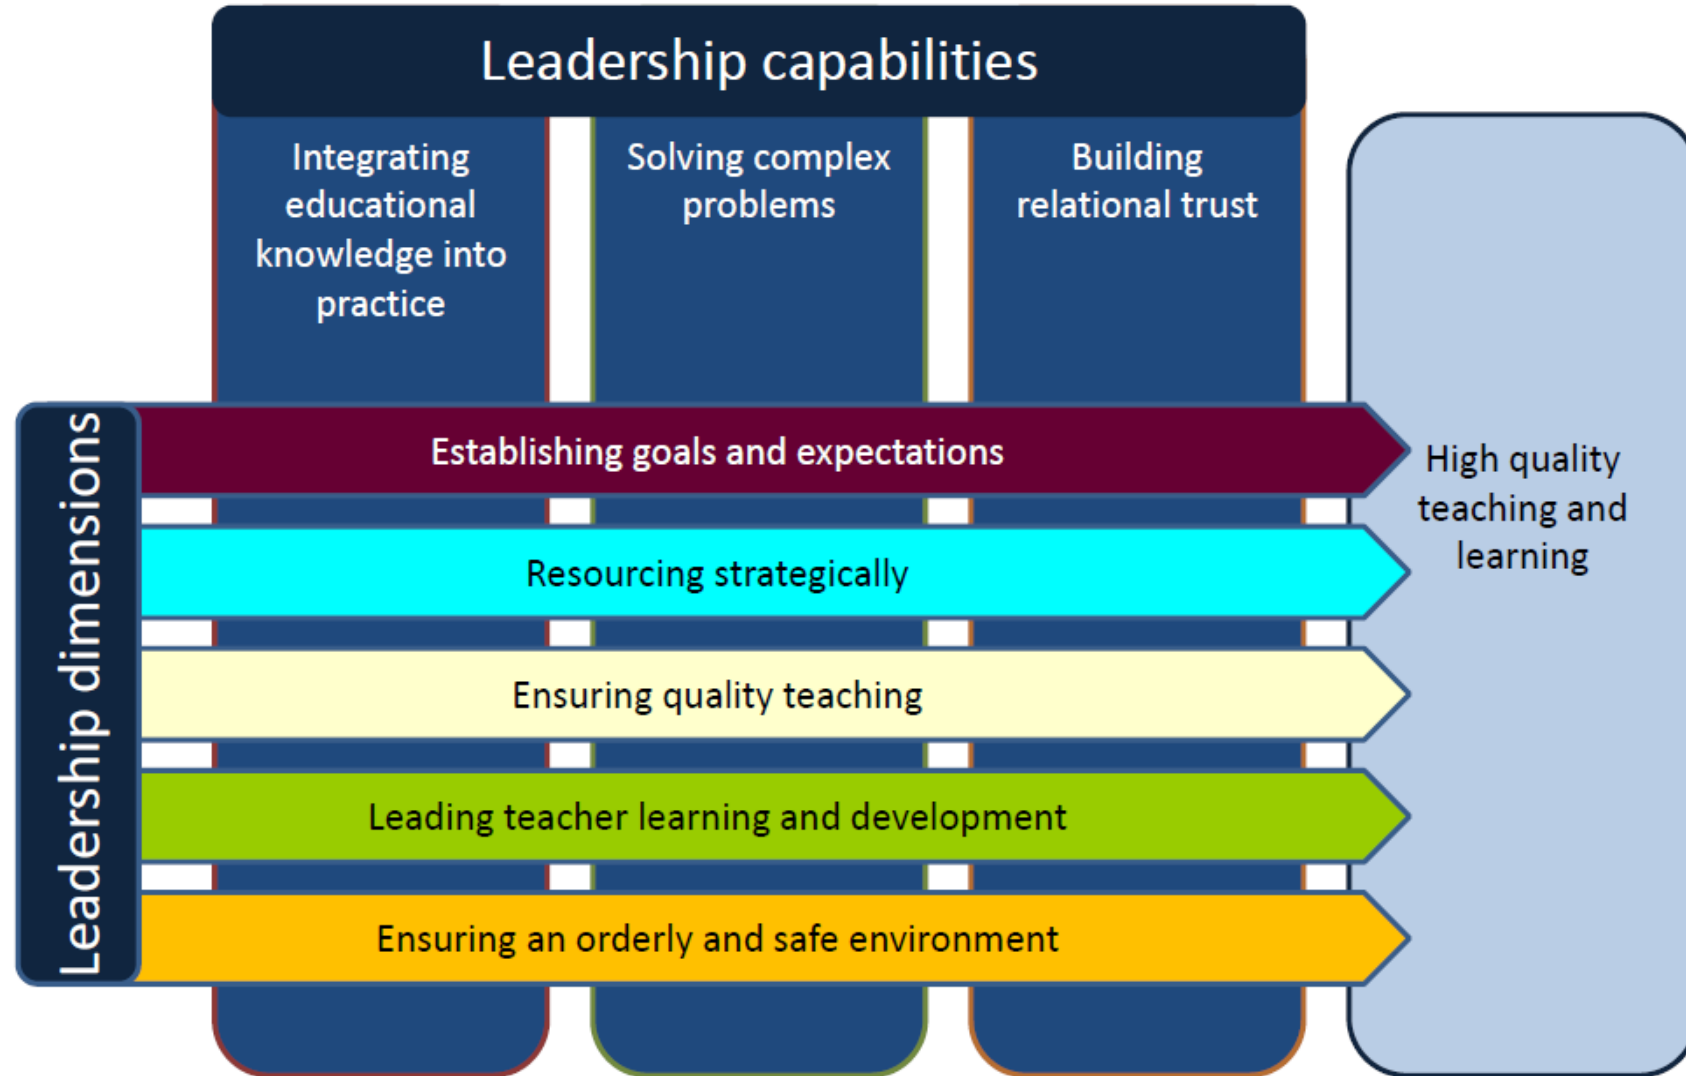 Leadership capabilities
Integrating
educational
knowledge into
practice
Solving complex
problems
Building
relational trust
Leadership dimensions
Establishing goals and expectations
Resourcing strategically
Ensuring quality teaching
Leading teacher learning and development
Ensuring an orderly and safe environment
High quality
teaching and
learning